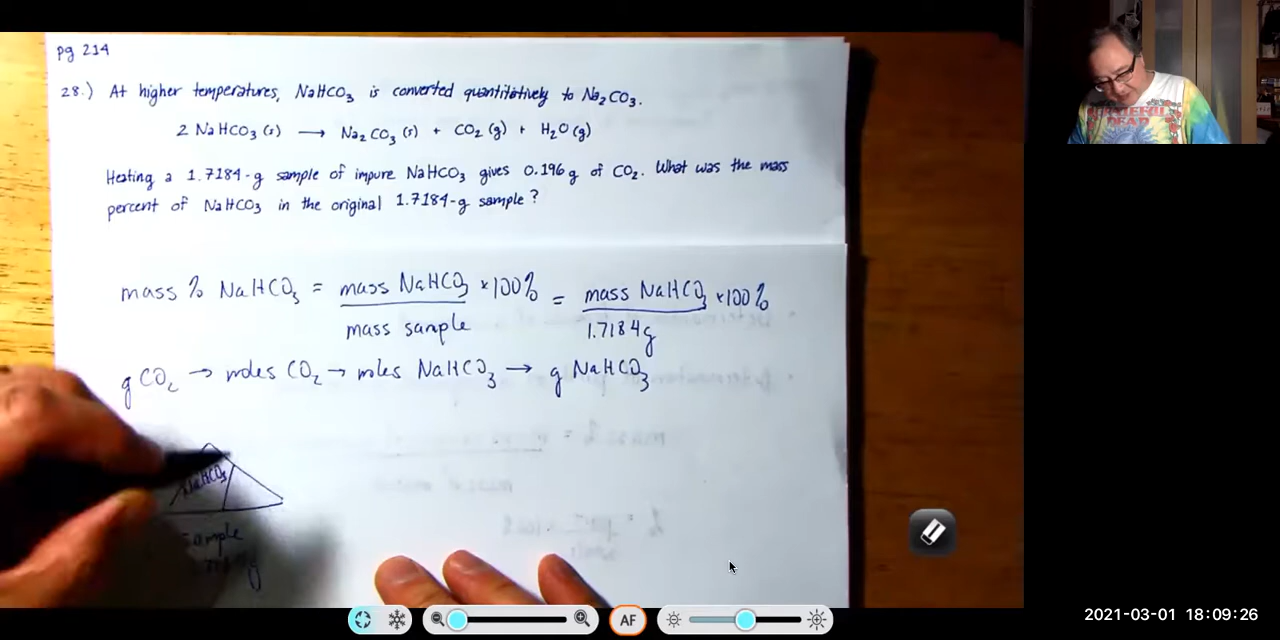 pg 214
28.) At higher temperatures, NaHCO₃ is converted quantitatively to Na₂CO₃.
2 NaHCO₃(s) → Na₂CO₃(s) + CO₂(g) + H₂O(g)
Heating a 1.7184-g sample of impure NaHCO₃ gives 0.196g of CO₂. What was the mass
percent of NaHCO₃ in the original 1.7184-g sample?
mass % NaHCO₃ = mass NaHCO₃ ×100% = mass NaHCO₃ ×100%
mass sample 1.7184g
g CO₂ → moles CO₂ → moles NaHCO₃ → g NaHCO₃
NaHCO₃
AF
2021-03-01 18:09:26